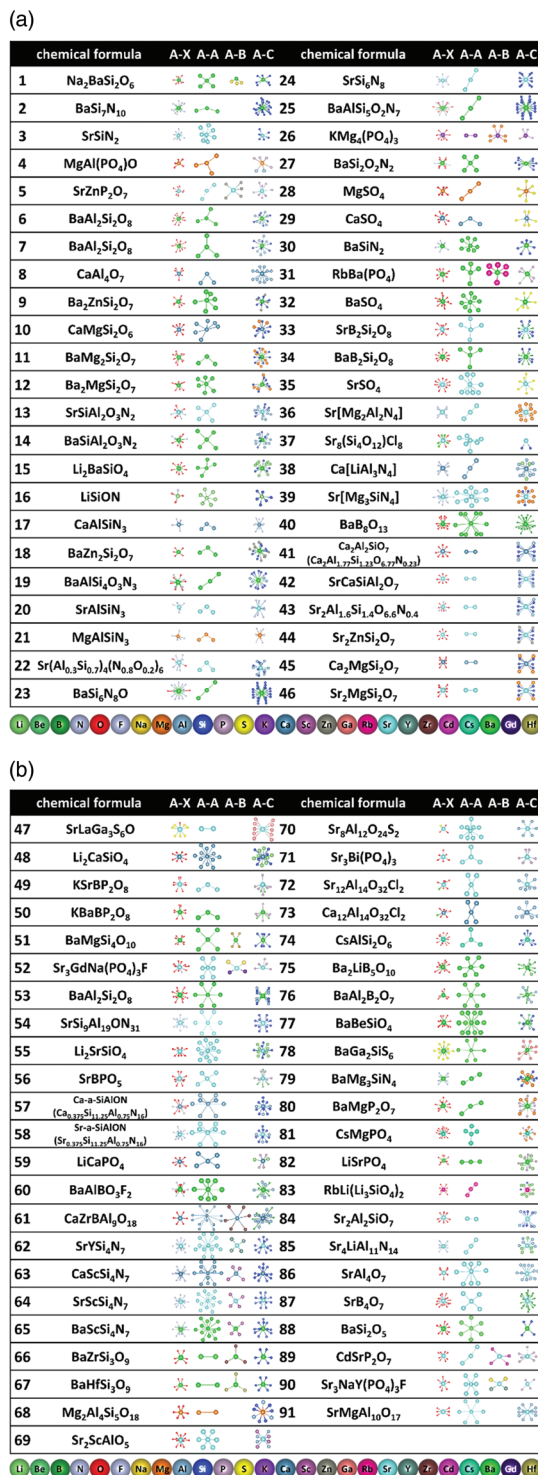 (a)
chemical formula A-X A-A A-B A-C chemical formula A-X A-A A-B A-C
1 Na₂BaSi₂O₆ 24 SrSi₆N₈
2 BaSi₇N₁₀ 25 BaAlSi₅O₂N₇
3 SrSiN₂ 26 KMg₄(PO₄)₃
4 MgAl(PO₄)O 27 BaSi₂O₂N₂
5 SrZnP₂O₇ 28 MgSO₄
6 BaAl₂Si₂O₈ 29 CaSO₄
7 BaAl₂Si₂O₈ 30 BaSiN₂
8 CaAl₄O₇ 31 RbBa(PO₄)
9 Ba₂ZnSi₂O₇ 32 BaSO₄
10 CaMgSi₂O₆ 33 SrB₂Si₂O₈
11 BaMg₂Si₂O₇ 34 BaB₂Si₂O₈
12 Ba₂MgSi₂O₇ 35 SrSO₄
13 SrSiAl₂O₃N₂ 36 Sr[Mg₂Al₂N₄]
14 BaSiAl₂O₃N₂ 37 Sr₈(Si₄O₁₂)Cl₈
15 Li₂BaSiO₄ 38 Ca[LiAl₃N₄]
16 LiSiON 39 Sr[Mg₃SiN₄]
17 CaAlSiN₃ 40 BaB₈O₁₃
18 BaZn₂Si₂O₇ 41 Ca₂Al₂SiO₇
(Ca₂Al₁.₇₇Si₁.₂₃O₆.₇₇N₀.₂₃)
19 BaAlSi₄O₃N₃ 42 SrCaSiAl₂O₇
20 SrAlSiN₃ 43 Sr₂Al₁.₆Si₁.₄O₆.₆N₀.₄
21 MgAlSiN₃ 44 Sr₂ZnSi₂O₇
22 Sr(Al₀.₃Si₀.₇)₄(N₀.₈O₀.₂)₆ 45 Ca₂MgSi₂O₇
23 BaSi₆N₈O 46 Sr₂MgSi₂O₇
Li Be B N O F Na Mg Al Si P S K Ca Sc Zn Ga Rb Sr Y Zr Cd Cs Ba Gd Hf
(b)
chemical formula A-X A-A A-B A-C chemical formula A-X A-A A-B A-C
47 SrLaGa₃S₆O 70 Sr₈Al₁₂O₂₄S₂
48 Li₂CaSiO₄ 71 Sr₃Bi(PO₄)₃
49 KSrBP₂O₈ 72 Sr₁₂Al₁₄O₃₂Cl₂
50 KBaBP₂O₈ 73 Ca₁₂Al₁₄O₃₂Cl₂
51 BaMgSi₄O₁₀ 74 CsAlSi₂O₆
52 Sr₃GdNa(PO₄)₃F 75 Ba₂LiB₅O₁₀
53 BaAl₂Si₂O₈ 76 BaAl₂B₂O₇
54 SrSi₉Al₁₉ON₃₁ 77 BaBeSiO₄
55 Li₂SrSiO₄ 78 BaGa₂SiS₆
56 SrBPO₅ 79 BaMg₃SiN₄
57 Ca-a-SiAlON
(Ca₀.₃₇₅Si₁₁.₂₅Al₀.₇₅N₁₆) 80 BaMgP₂O₇
58 Sr-a-SiAlON
(Sr₀.₃₇₅Si₁₁.₂₅Al₀.₇₅N₁₆) 81 CsMgPO₄
59 LiCaPO₄ 82 LiSrPO₄
60 BaAlBO₃F₂ 83 RbLi(Li₃SiO₄)₂
61 CaZrBAl₉O₁₈ 84 Sr₂Al₂SiO₇
62 SrYSi₄N₇ 85 Sr₄LiAl₁₁N₁₄
63 CaScSi₄N₇ 86 SrAl₄O₇
64 SrScSi₄N₇ 87 SrB₄O₇
65 BaScSi₄N₇ 88 BaSi₂O₅
66 BaZrSi₃O₉ 89 CdSrP₂O₇
67 BaHfSi₃O₉ 90 Sr₃NaY(PO₄)₃F
68 Mg₂Al₄Si₅O₁₈ 91 SrMgAl₁₀O₁₇
69 Sr₂ScAlO₅
Li Be B N O F Na Mg Al Si P S K Ca Sc Zn Ga Rb Sr Y Zr Cd Cs Ba Gd Hf